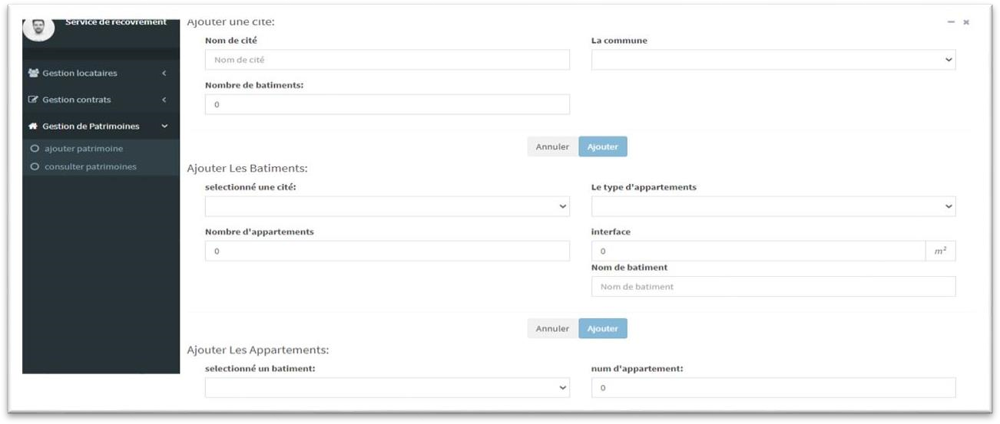 Service de recovrement
Gestion locataires
Gestion contrats
Gestion de Patrimoines
ajouter patrimoine
consulter patrimoines
Ajouter une cité:
Nom de cité
Nom de cité
La commune
Nombre de batiments:
0
Annuler Ajouter
Ajouter Les Batiments:
selectionné une cité:
Le type d'appartements
Nombre d'appartements
0
interface
0 m²
Nom de batiment
Nom de batiment
Annuler Ajouter
Ajouter Les Appartements:
selectionné un batiment:
num d'appartement:
0